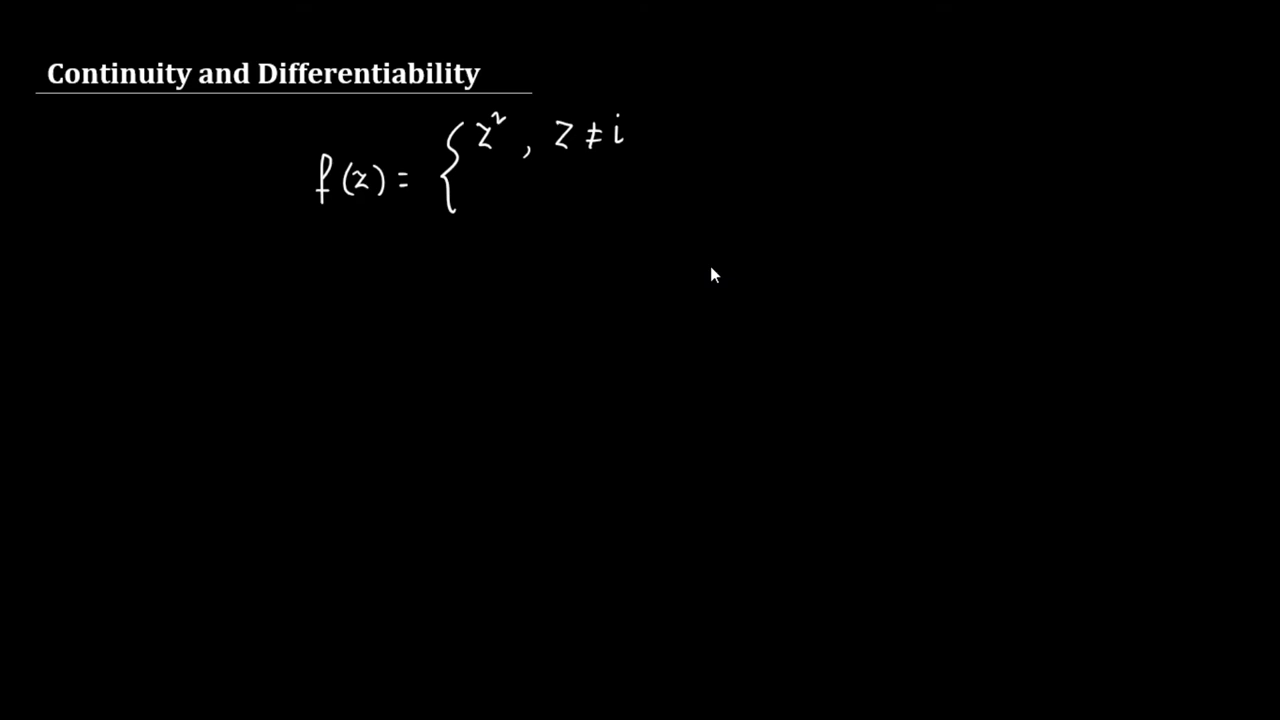 Continuity and Differentiability
f(z) = { z², z ≠ i